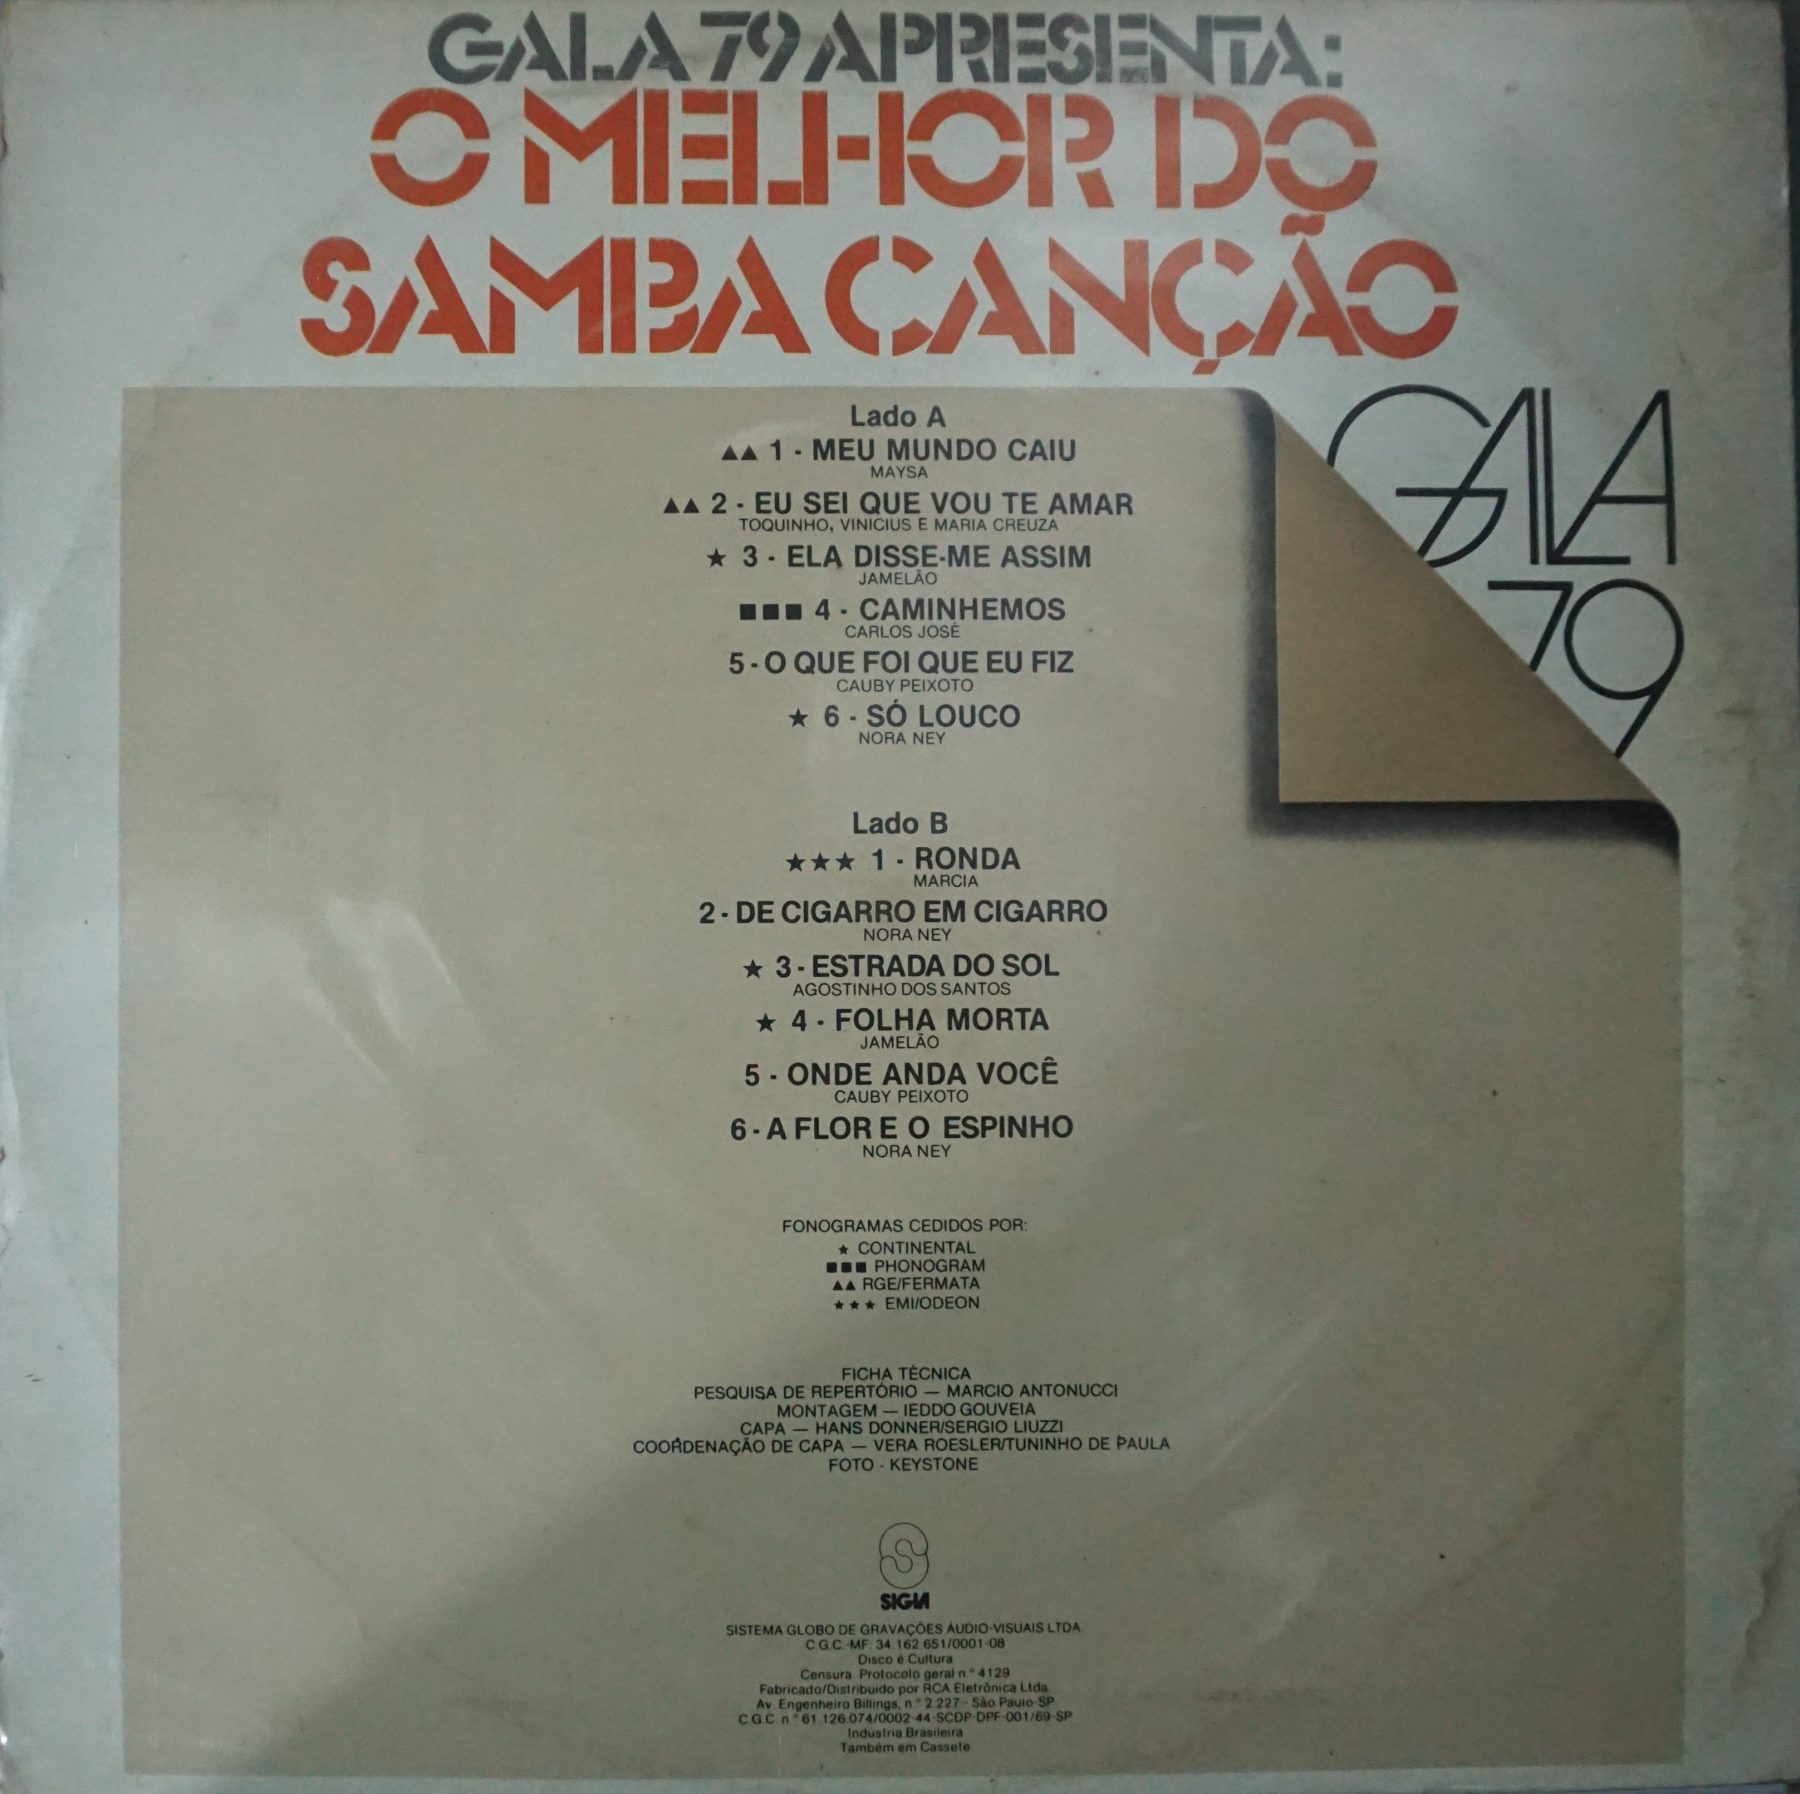 GALA 79 APRESENTA:
O MELHOR DO
SAMBA CANÇÃO
GALA
79
Lado A
▲▲ 1 - MEU MUNDO CAIU
MAYSA
▲▲ 2 - EU SEI QUE VOU TE AMAR
TOQUINHO, VINICIUS E MARIA CREUZA
★ 3 - ELA DISSE-ME ASSIM
JAMELÃO
■■■ 4 - CAMINHEMOS
CARLOS JOSÉ
5 - O QUE FOI QUE EU FIZ
CAUBY PEIXOTO
★ 6 - SÓ LOUCO
NORA NEY
Lado B
★★★ 1 - RONDA
MARCIA
2 - DE CIGARRO EM CIGARRO
NORA NEY
★ 3 - ESTRADA DO SOL
AGOSTINHO DOS SANTOS
★ 4 - FOLHA MORTA
JAMELÃO
5 - ONDE ANDA VOCÊ
CAUBY PEIXOTO
6 - A FLOR E O ESPINHO
NORA NEY
FONOGRAMAS CEDIDOS POR:
★ CONTINENTAL
■■■ PHONOGRAM
▲▲ RGE/FERMATA
★★★ EMI/ODEON
FICHA TÉCNICA
PESQUISA DE REPERTÓRIO — MARCIO ANTONUCCI
MONTAGEM — IEDDO GOUVEIA
CAPA — HANS DONNER/SERGIO LIUZZI
COORDENAÇÃO DE CAPA — VERA ROESLER/TUNINHO DE PAULA
FOTO - KEYSTONE
SIGLA
SISTEMA GLOBO DE GRAVAÇÕES ÁUDIO-VISUAIS LTDA.
C.G.C. MF. 34.162.651/0001-08
Disco é Cultura
Censura. Protocolo geral n.º 4129
Fabricado/Distribuido por RCA Eletrônica Ltda.
Av. Engenheiro Billings, n.º 2.227 - São Paulo-SP
C.G.C. n.º 61.126.074/0002-44-SCDP-DPF-001/69-SP
Indústria Brasileira
Também em Cassete